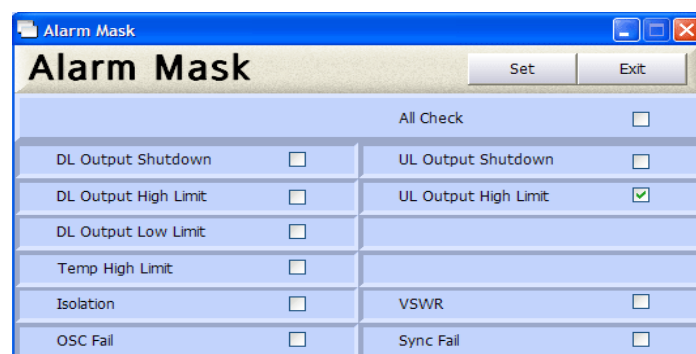 Alarm Mask
Alarm Mask
Set
Exit
All Check
DL Output Shutdown
UL Output Shutdown
DL Output High Limit
UL Output High Limit
DL Output Low Limit
Temp High Limit
Isolation
VSWR
OSC Fail
Sync Fail